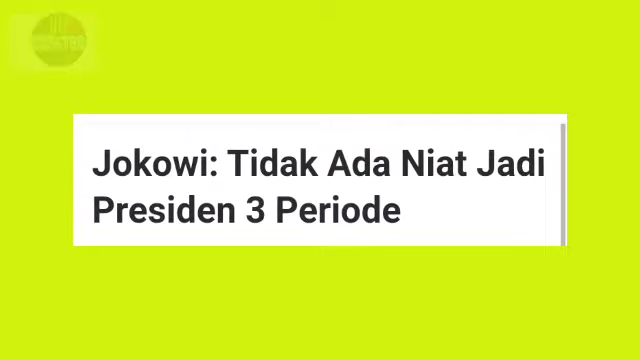 Jokowi: Tidak Ada Niat Jadi
Presiden 3 Periode